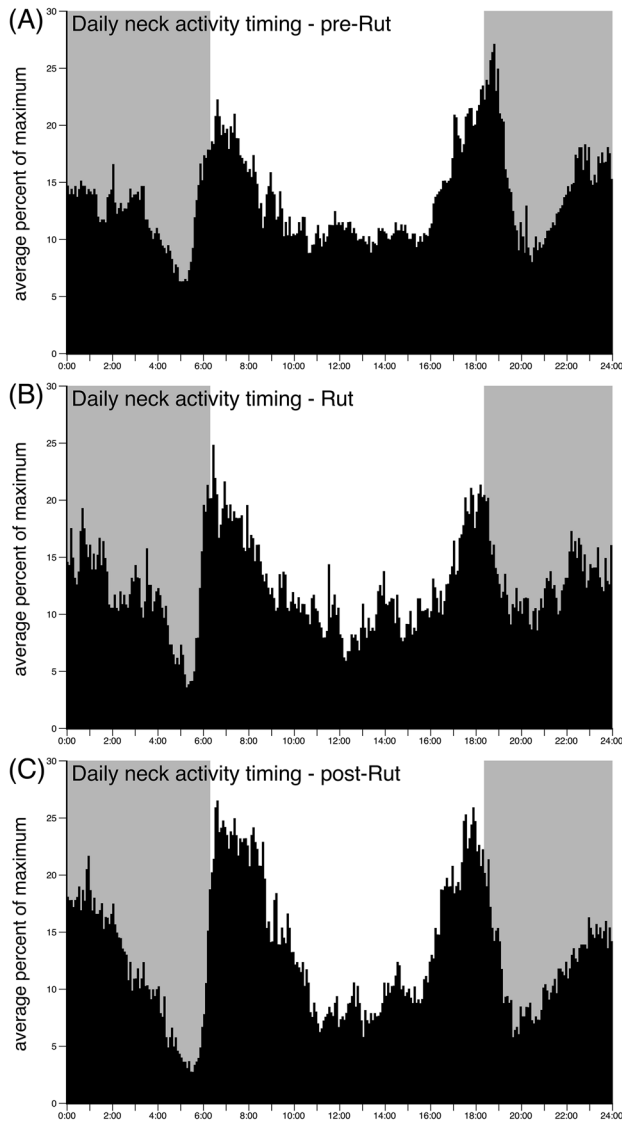 (A)
Daily neck activity timing - pre-Rut
average percent of maximum
30
25
20
15
10
5
0
0:00 2:00 4:00 6:00 8:00 10:00 12:00 14:00 16:00 18:00 20:00 22:00 24:00
(B)
Daily neck activity timing - Rut
average percent of maximum
30
25
20
15
10
5
0
0:00 2:00 4:00 6:00 8:00 10:00 12:00 14:00 16:00 18:00 20:00 22:00 24:00
(C)
Daily neck activity timing - post-Rut
average percent of maximum
30
25
20
15
10
5
0
0:00 2:00 4:00 6:00 8:00 10:00 12:00 14:00 16:00 18:00 20:00 22:00 24:00